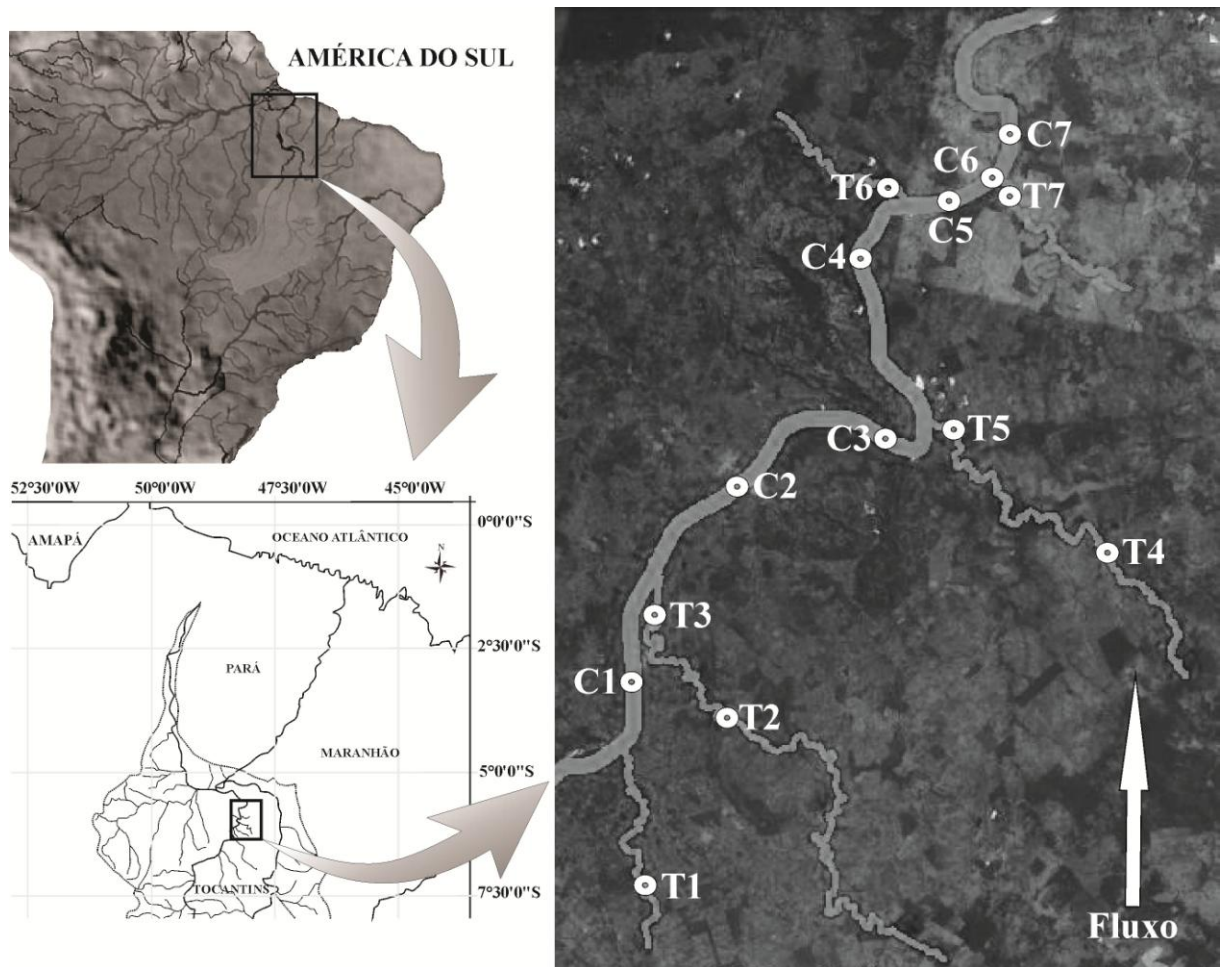 AMÉRICA DO SUL
52°30'0"W 50°0'0"W 47°30'0"W 45°0'0"W
0°0'0"S
AMAPÁ
OCEANO ATLÂNTICO
N
2°30'0"S
PARÁ
MARANHÃO
5°0'0"S
TOCANTINS
7°30'0"S
C7
C6
T6
T7
C5
C4
C3
T5
C2
T4
T3
C1
T2
T1
Fluxo